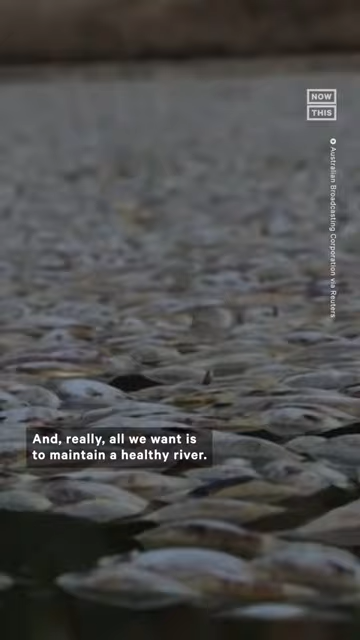 NOW
THIS
Australian Broadcasting Corporation via Reuters
And, really, all we want is
to maintain a healthy river.